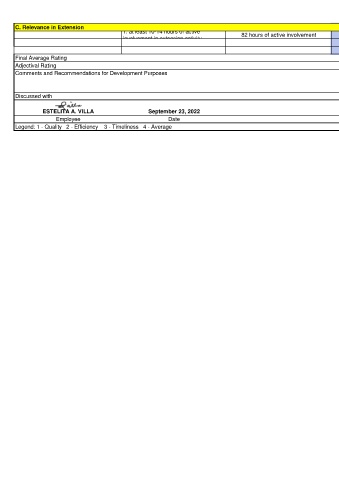 C. Relevance in Extension
1. at least 10-14 hours of active
involvement in extension activity
82 hours of active involvement
Final Average Rating
Adjectival Rating
Comments and Recommendations for Development Purposes
Discussed with
ESTELITA A. VILLA September 23, 2022
Employee Date
Legend: 1 - Quality 2 - Efficiency 3 - Timeliness 4 - Average